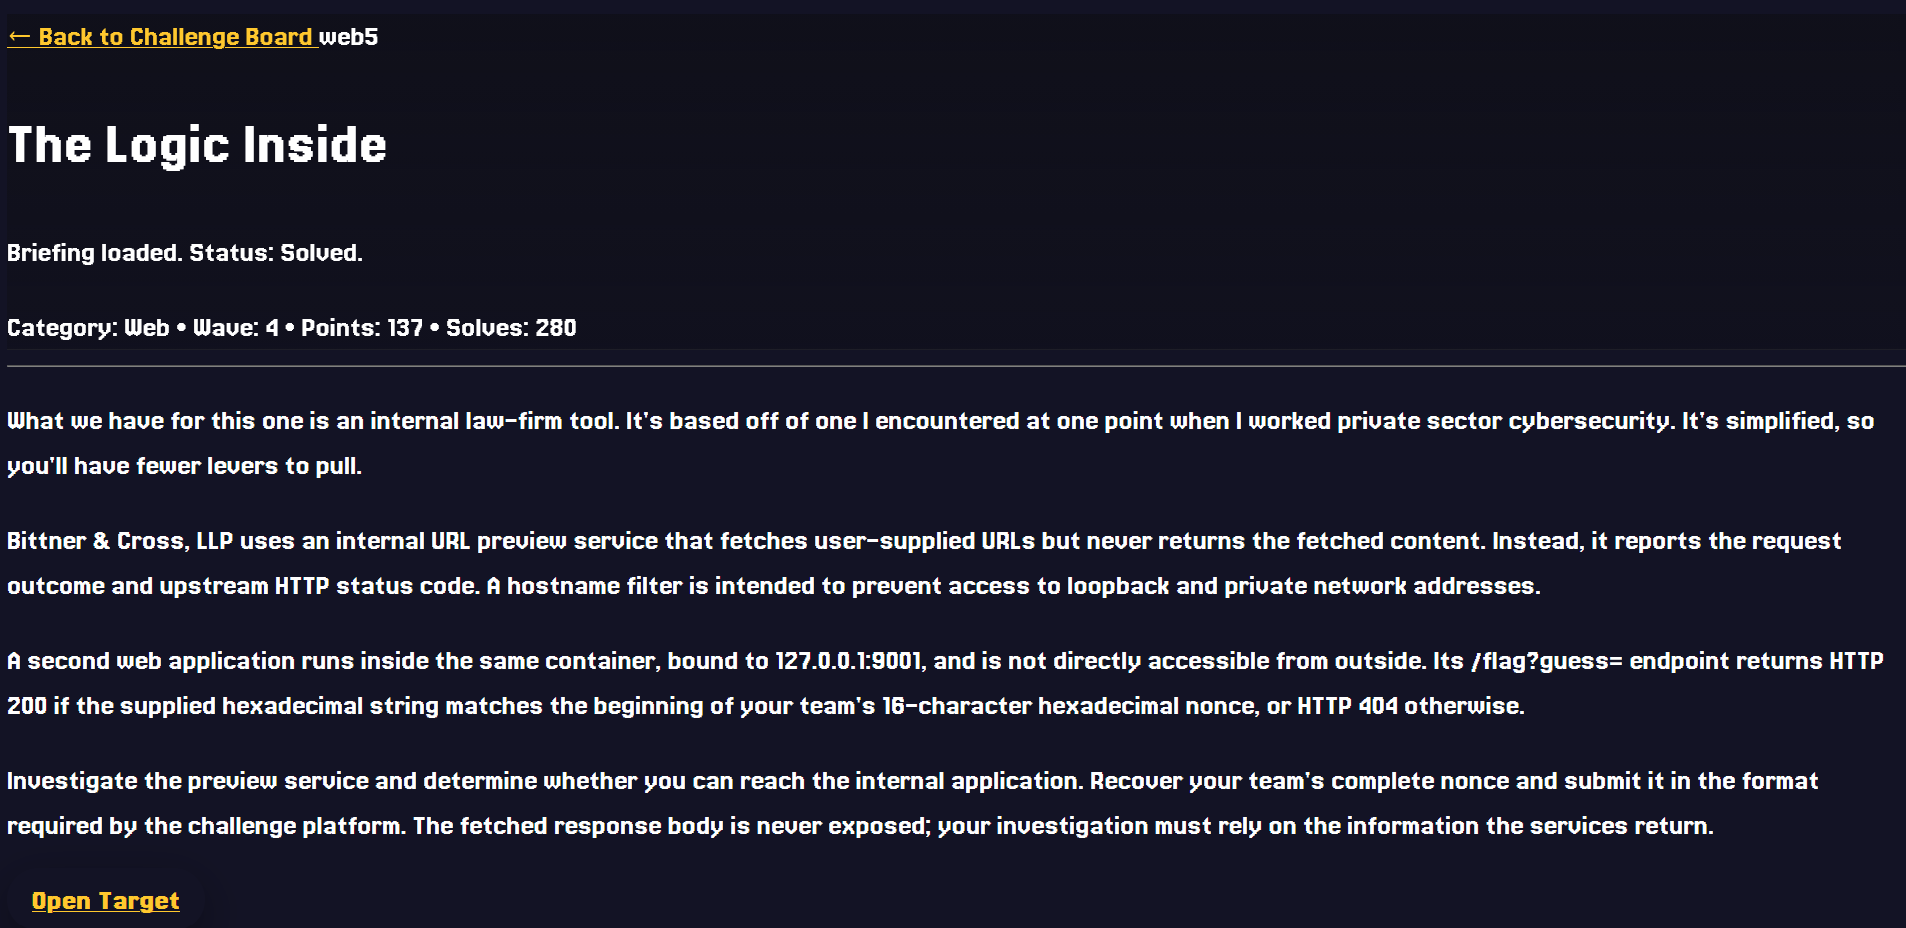 ← Back to Challenge Board web5
The Logic Inside
Briefing loaded. Status: Solved.
Category: Web • Wave: 4 • Points: 137 • Solves: 280
What we have for this one is an internal law-firm tool. It's based off of one I encountered at one point when I worked private sector cybersecurity. It's simplified, so
you'll have fewer levers to pull.
Bittner & Cross, LLP uses an internal URL preview service that fetches user-supplied URLs but never returns the fetched content. Instead, it reports the request
outcome and upstream HTTP status code. A hostname filter is intended to prevent access to loopback and private network addresses.
A second web application runs inside the same container, bound to 127.0.0.1:9001, and is not directly accessible from outside. Its /flag?guess= endpoint returns HTTP
200 if the supplied hexadecimal string matches the beginning of your team's 16-character hexadecimal nonce, or HTTP 404 otherwise.
Investigate the preview service and determine whether you can reach the internal application. Recover your team's complete nonce and submit it in the format
required by the challenge platform. The fetched response body is never exposed; your investigation must rely on the information the services return.
Open Target